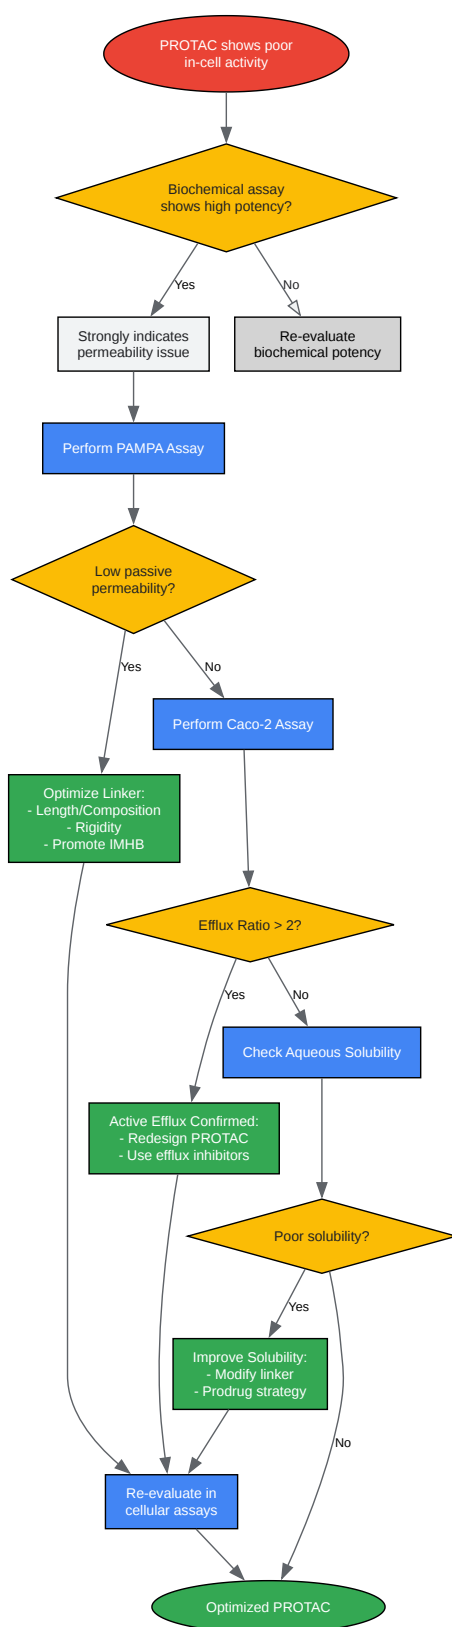 PROTAC shows poor
in-cell activity
Biochemical assay
shows high potency?
Yes
No
Strongly indicates
permeability issue
Re-evaluate
biochemical potency
Perform PAMPA Assay
Low passive
permeability?
Yes
No
Perform Caco-2 Assay
Optimize Linker:
- Length/Composition
- Rigidity
- Promote IMHB
Efflux Ratio > 2?
Yes
No
Check Aqueous Solubility
Active Efflux Confirmed:
- Redesign PROTAC
- Use efflux inhibitors
Poor solubility?
Yes
Improve Solubility:
- Modify linker
- Prodrug strategy
No
Re-evaluate in
cellular assays
Optimized PROTAC